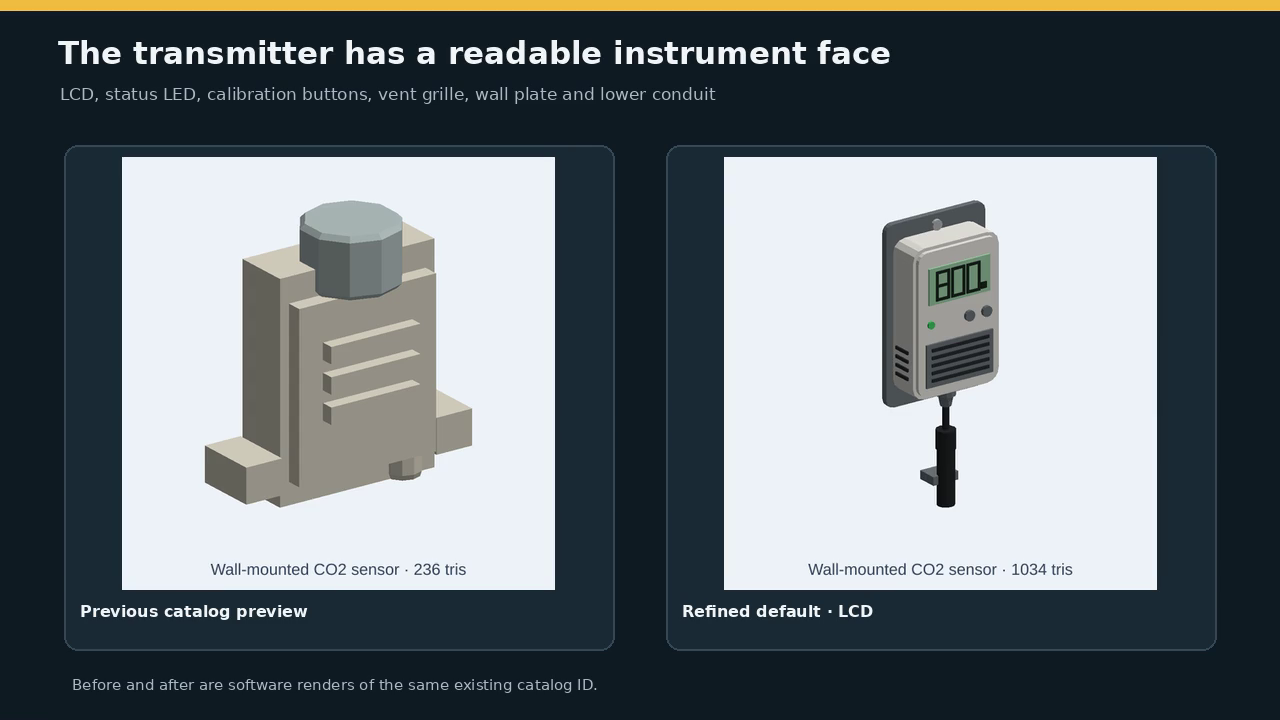 The transmitter has a readable instrument face
LCD, status LED, calibration buttons, vent grille, wall plate and lower conduit
Wall-mounted CO2 sensor · 236 tris
Previous catalog preview
800.
Wall-mounted CO2 sensor · 1034 tris
Refined default · LCD
Before and after are software renders of the same existing catalog ID.